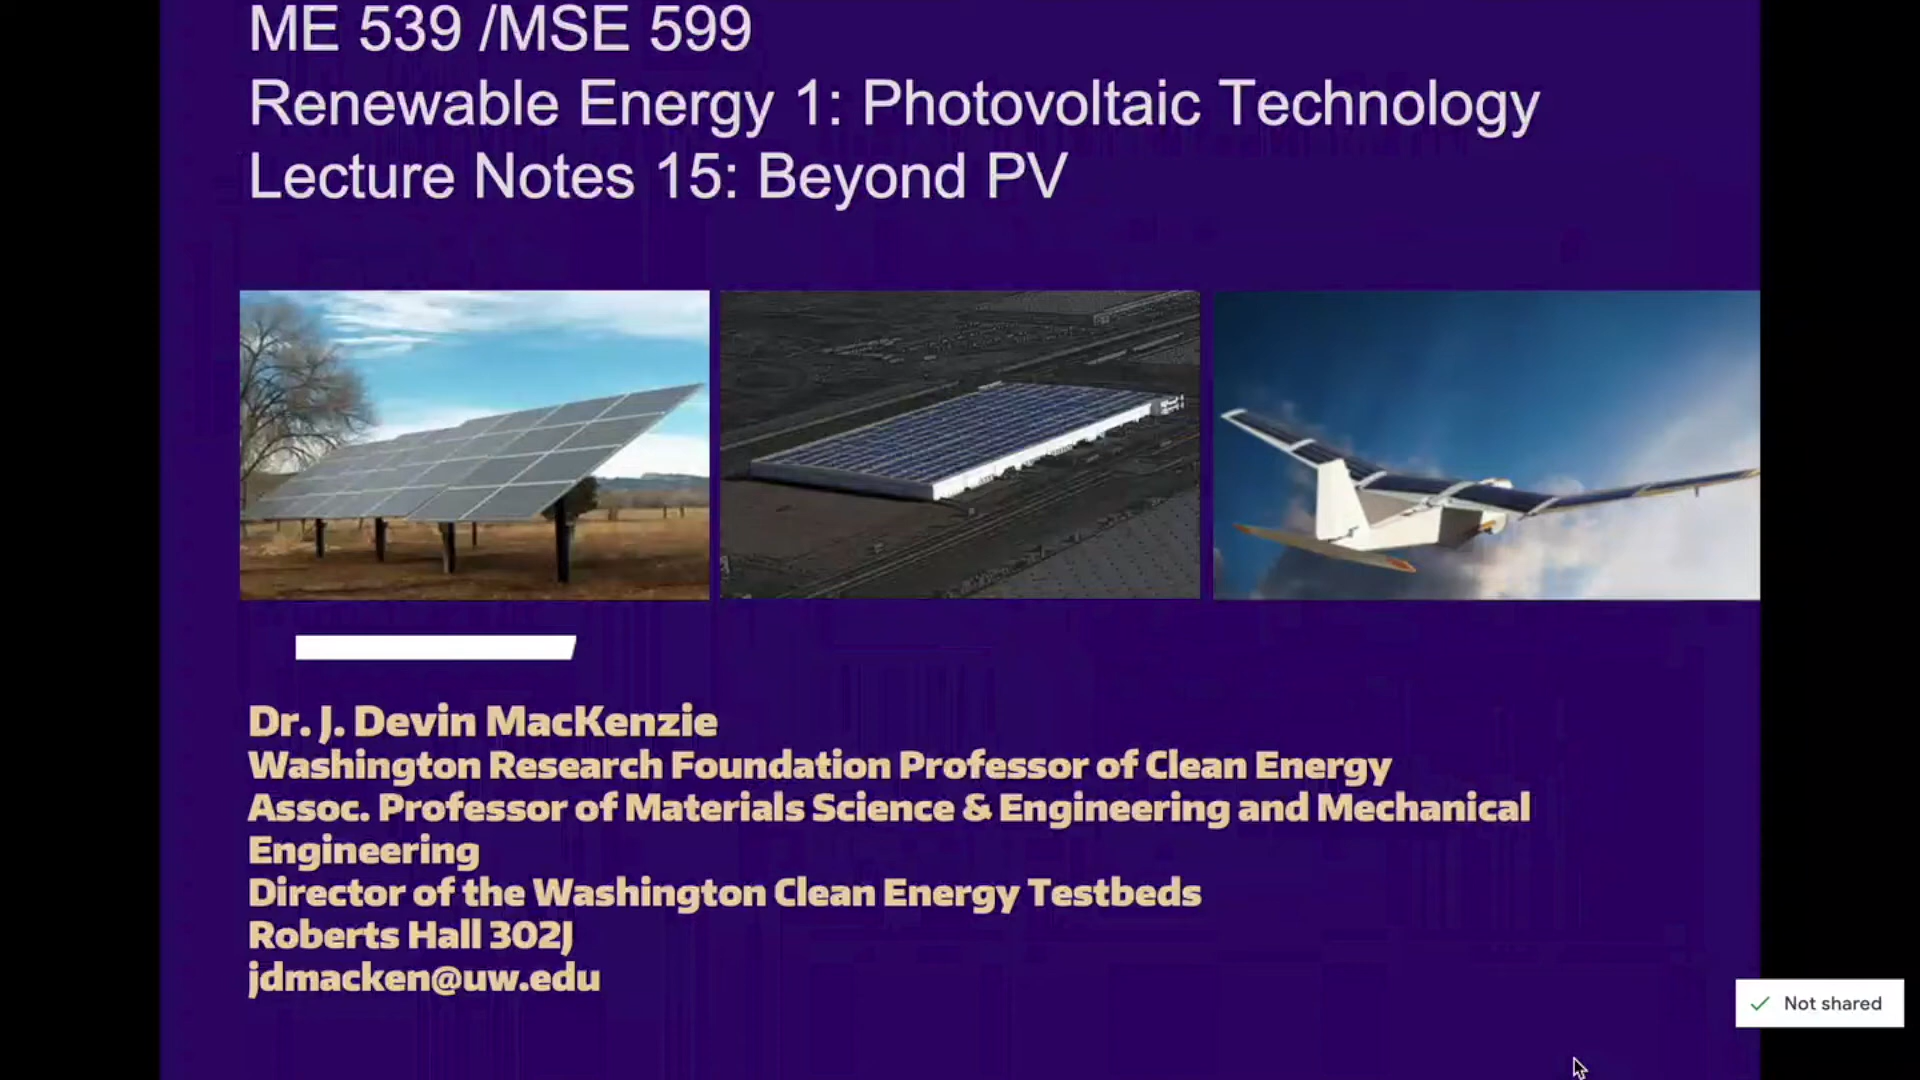 ME 539 /MSE 599
Renewable Energy 1: Photovoltaic Technology
Lecture Notes 15: Beyond PV
Dr. J. Devin MacKenzie
Washington Research Foundation Professor of Clean Energy
Assoc. Professor of Materials Science & Engineering and Mechanical
Engineering
Director of the Washington Clean Energy Testbeds
Roberts Hall 302J
jdmacken@uw.edu
Not shared